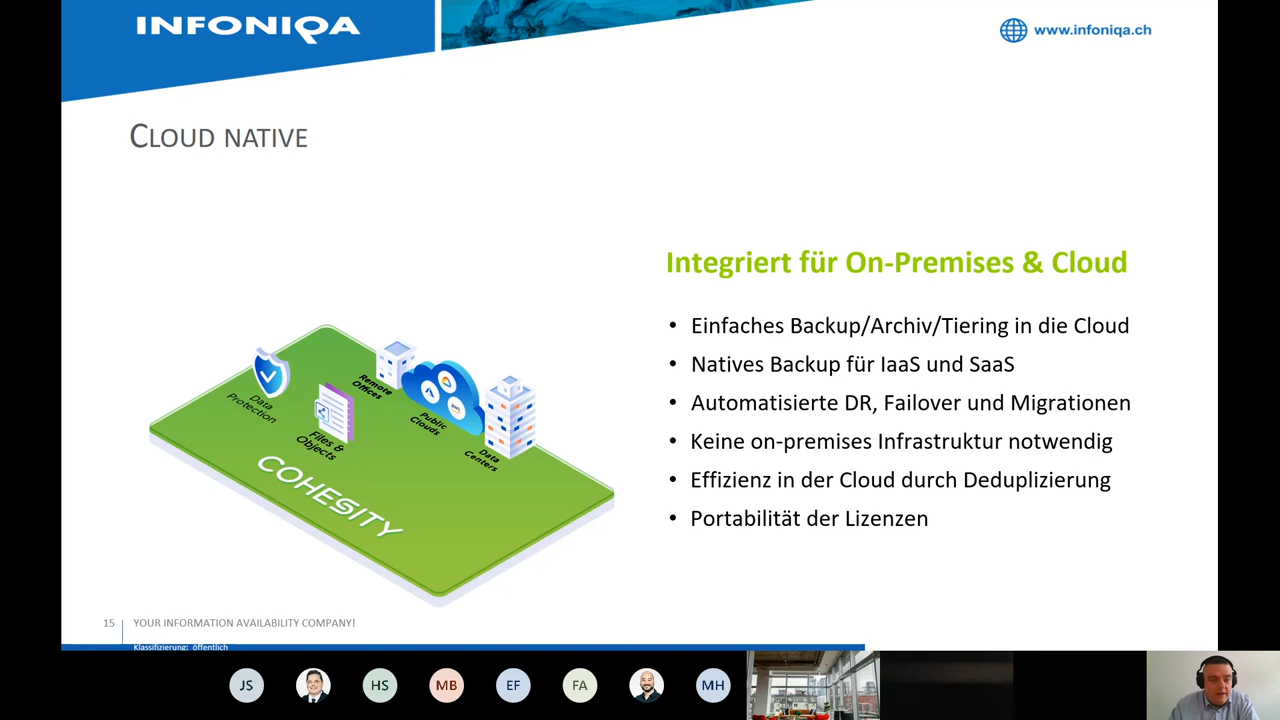 INFONIQA
www.infoniqa.ch
CLOUD NATIVE
Integriert für On-Premises & Cloud
• Einfaches Backup/Archiv/Tiering in die Cloud
• Natives Backup für IaaS und SaaS
• Automatisierte DR, Failover und Migrationen
• Keine on-premises Infrastruktur notwendig
• Effizienz in der Cloud durch Deduplizierung
• Portabilität der Lizenzen
Data
Protection
Files &
Objects
Remote
Offices
Public
Clouds
Data
Centers
COHESITY
15
YOUR INFORMATION AVAILABILITY COMPANY!
Klassifizierung: öffentlich
JS
HS
MB
EF
FA
MH